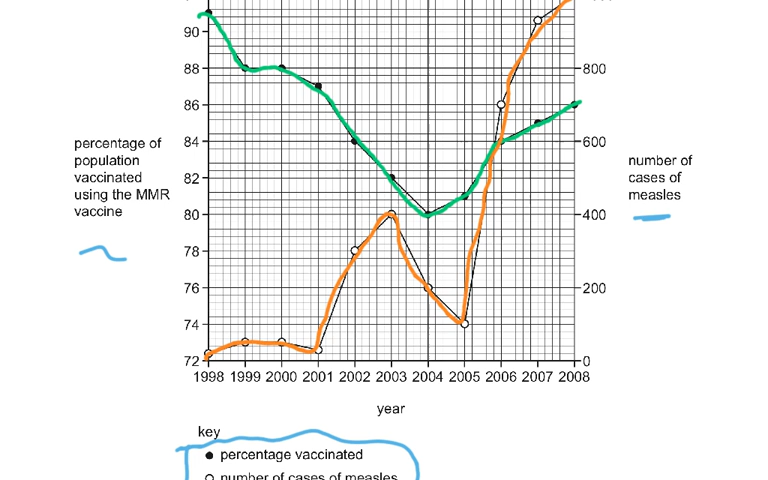 90
88
86
84
82
80
78
76
74
72
800
600
400
200
0
percentage of
population
vaccinated
using the MMR
vaccine
number of
cases of
measles
1998 1999 2000 2001 2002 2003 2004 2005 2006 2007 2008
year
key
percentage vaccinated
number of cases of measles